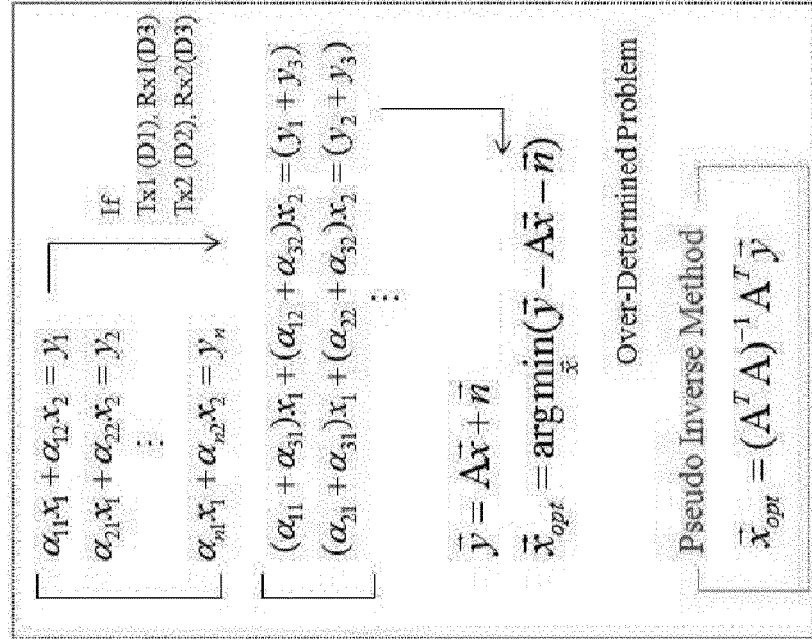 α₁₁x₁ + α₁₂x₂ = y₁
α₂₁x₁ + α₂₂x₂ = y₂
⋮
αₙ₁x₁ + αₙ₂x₂ = yₙ
If
Tx1 (D1), Rx1(D3)
Tx2 (D2), Rx2(D3)
(α₁₁ + α₃₁)x₁ + (α₁₂ + α₃₂)x₂ = (y₁ + y₃)
(α₂₁ + α₃₁)x₁ + (α₂₂ + α₃₂)x₂ = (y₂ + y₃)
⋮
y⃗ = Ax⃗ + n⃗
x⃗ₒₚₜ = arg min(y⃗ − Ax⃗ − n⃗)
x⃗
Over-Determined Problem
Pseudo Inverse Method
x⃗ₒₚₜ = (AᵀA)⁻¹Aᵀy⃗